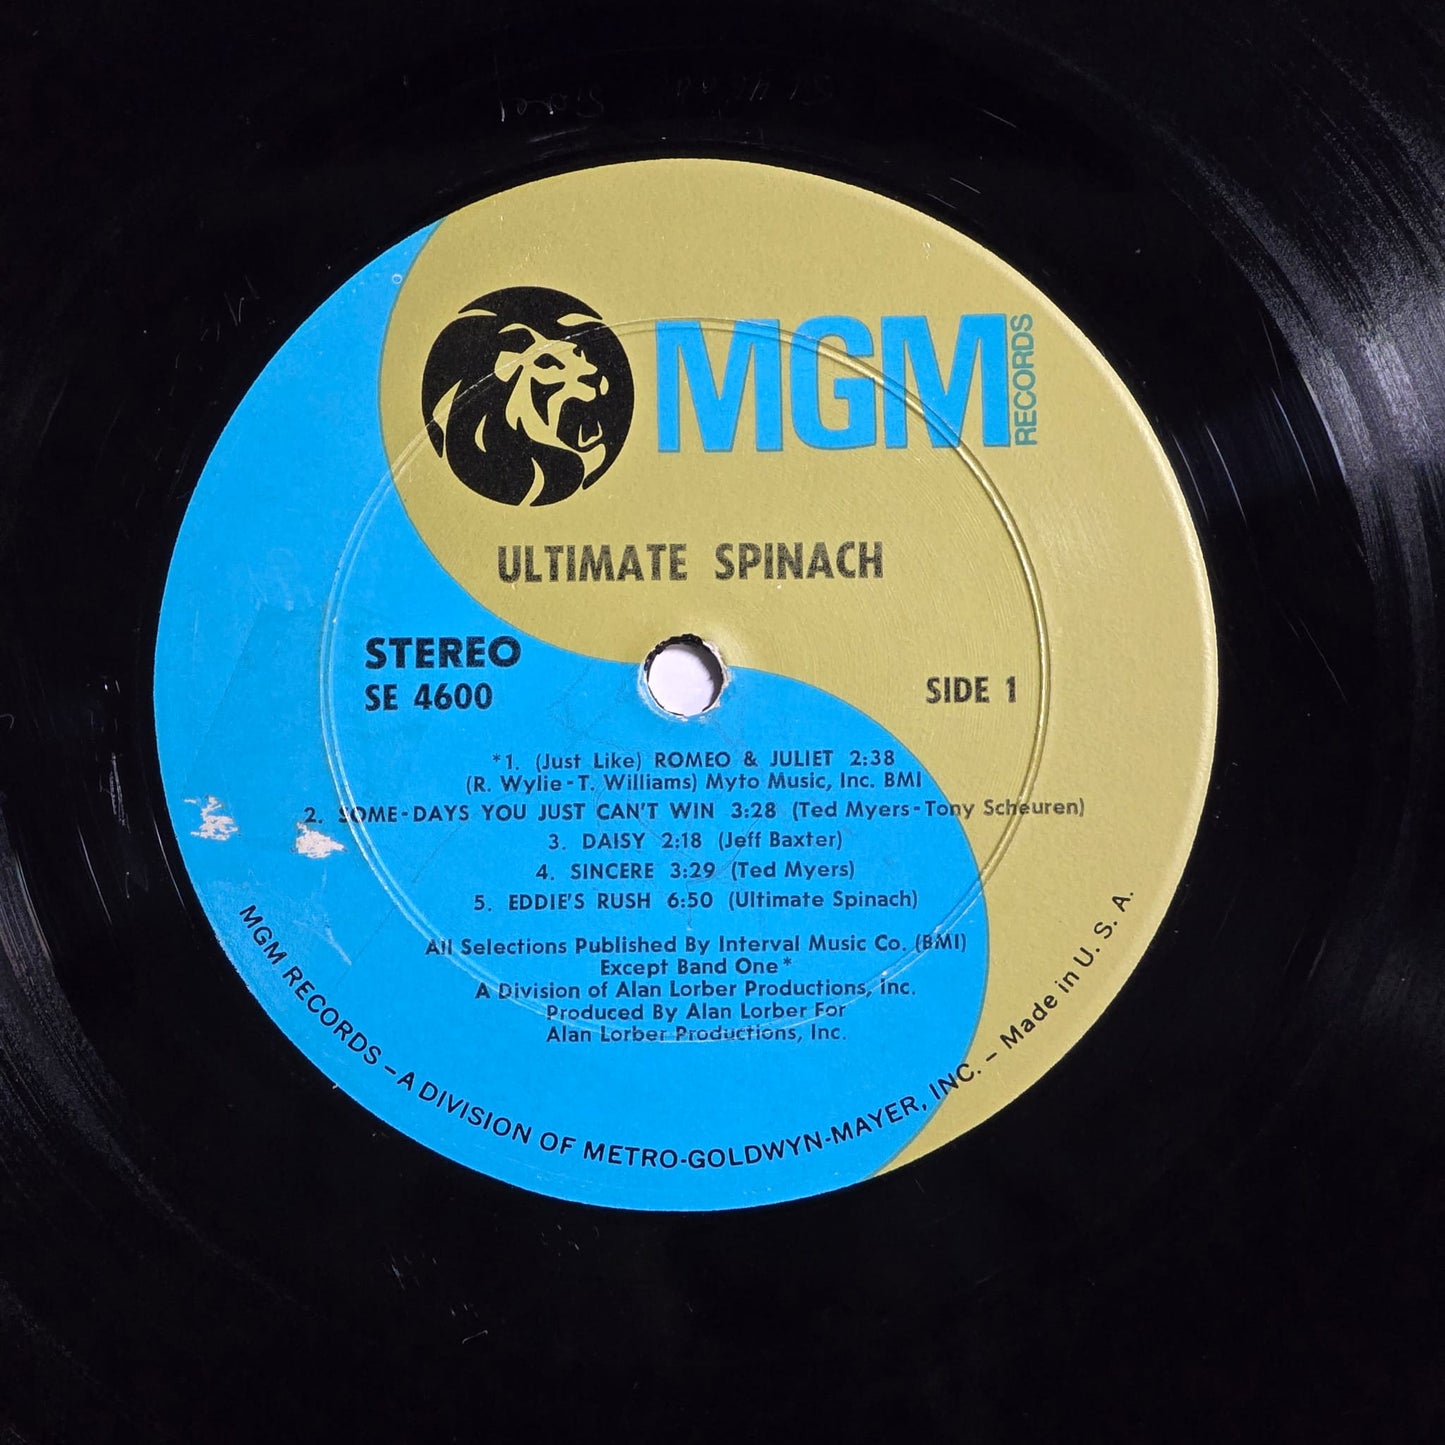 MGM
RECORDS
ULTIMATE SPINACH
STEREO
SE 4600
SIDE 1
*1. (Just Like) ROMEO & JULIET 2:38
(R. Wylie-T. Williams) Myto Music, Inc. BMI
2. SOME-DAYS YOU JUST CAN'T WIN 3:28 (Ted Myers-Tony Scheuren)
3. DAISY 2:18 (Jeff Baxter)
4. SINCERE 3:29 (Ted Myers)
5. EDDIE'S RUSH 6:50 (Ultimate Spinach)
All Selections Published By Interval Music Co. (BMI)
Except Band One*
A Division of Alan Lorber Productions, Inc.
Produced By Alan Lorber For
Alan Lorber Productions, Inc.
MGM RECORDS – A DIVISION OF METRO-GOLDWYN-MAYER, INC. – Made in U. S. A.